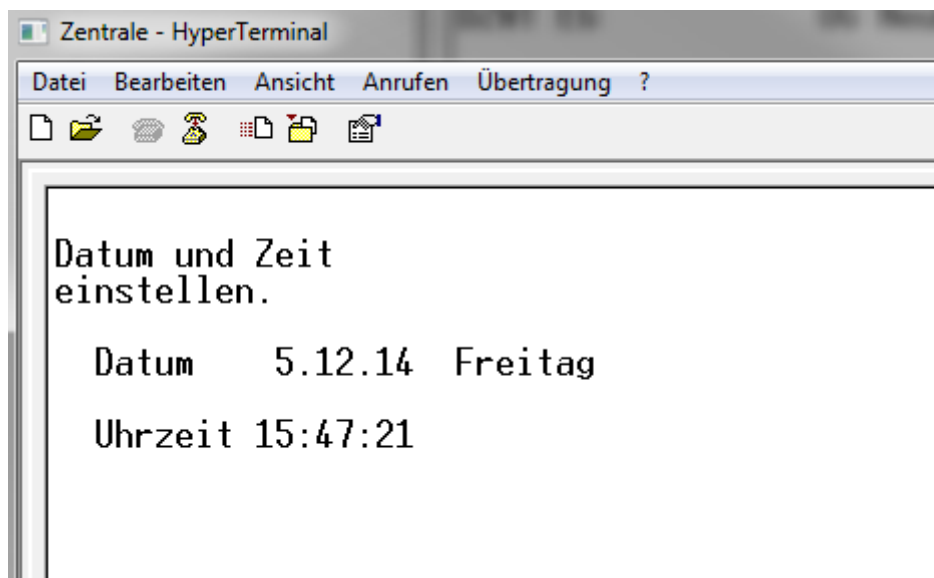 Zentrale - HyperTerminal
Datei Bearbeiten Ansicht Anrufen Übertragung ?
Datum und Zeit
einstellen.
Datum 5.12.14 Freitag
Uhrzeit 15:47:21